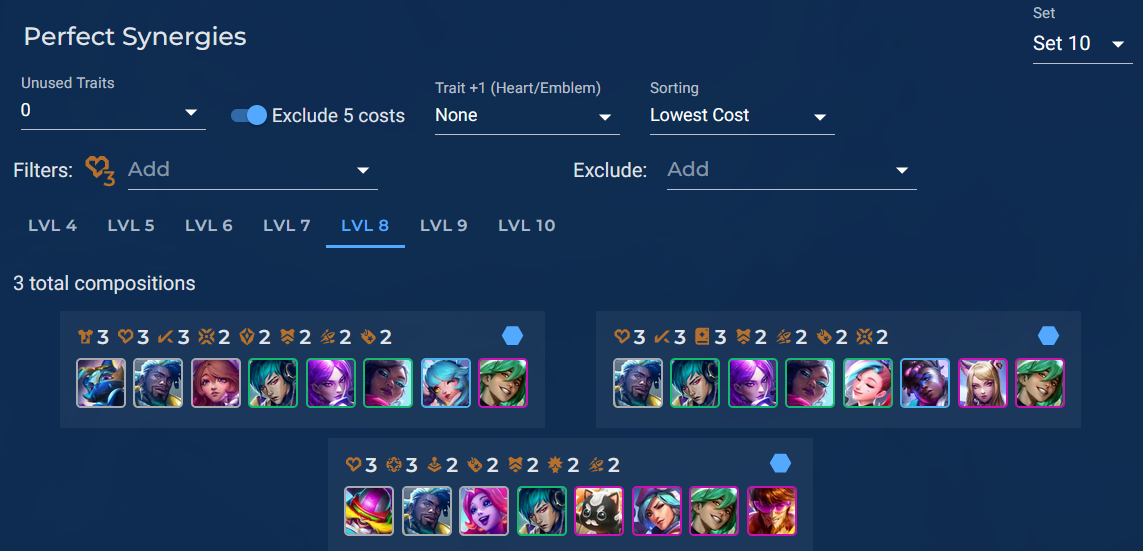 Perfect Synergies
Set
Set 10
Unused Traits
0
Exclude 5 costs
Trait +1 (Heart/Emblem)
None
Sorting
Lowest Cost
Filters: 3 Add
Exclude: Add
LVL 4 LVL 5 LVL 6 LVL 7 LVL 8 LVL 9 LVL 10
3 total compositions
3 3 3 2 2 2 2 2
3 3 3 2 2 2 2
3 3 2 2 2 2 2